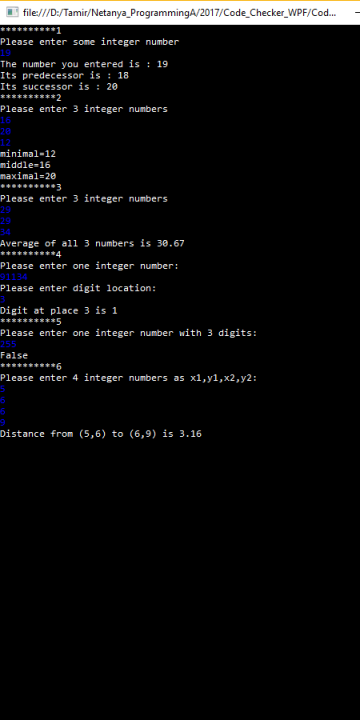 file:///D:/Tamir/Netanya_ProgrammingA/2017/Code_Checker_WPF/Cod...
**********1
Please enter some integer number
19
The number you entered is : 19
Its predecessor is : 18
Its successor is : 20
**********2
Please enter 3 integer numbers
16
20
12
minimal=12
middle=16
maximal=20
**********3
Please enter 3 integer numbers
29
34
Average of all 3 numbers is 30.67
**********4
Please enter one integer number:
Please enter digit location:
3
Digit at place 3 is 1
**********5
Please enter one integer number with 3 digits:
255
False
**********6
Please enter 4 integer numbers as x1,y1,x2,y2:
5
6
6
9
Distance from (5,6) to (6,9) is 3.16